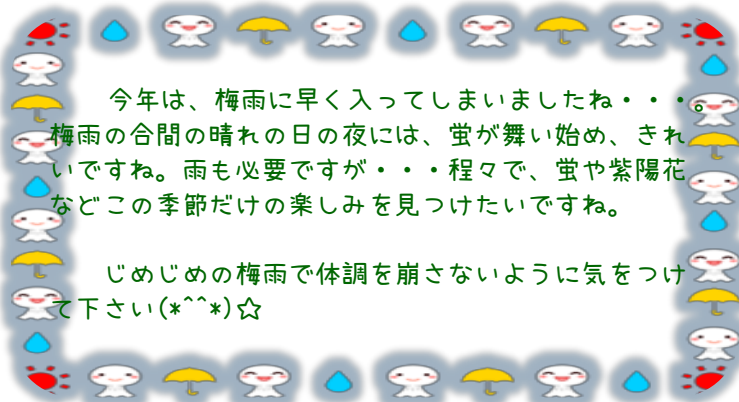 今年は、梅雨に早く入ってしまいましたね・・・。
梅雨の合間の晴れの日の夜には、蛍が舞い始め、きれ
いですね。雨も必要ですが・・・程々で、蛍や紫陽花
などこの季節だけの楽しみを見つけたいですね。
じめじめの梅雨で体調を崩さないように気をつけ
て下さい(*^^*)☆